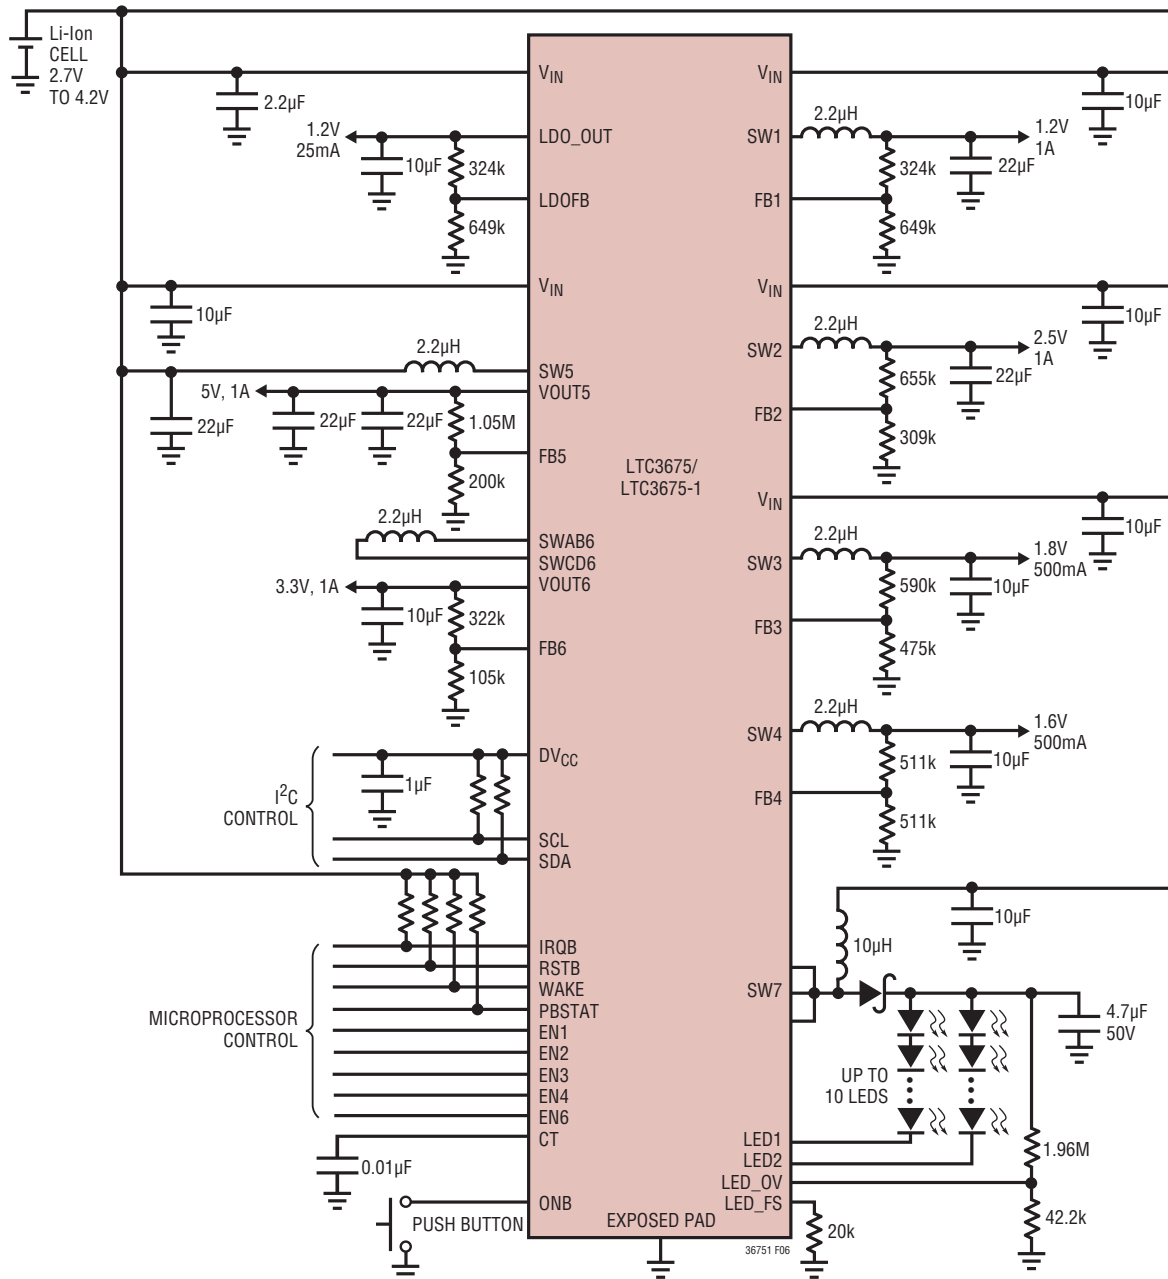 Li-Ion
CELL
2.7V
TO 4.2V
2.2µF
1.2V
25mA
10µF
324k
649k
10µF
2.2µH
5V, 1A
22µF
22µF
22µF
1.05M
200k
2.2µH
3.3V, 1A
10µF
322k
105k
I²C
CONTROL
1µF
MICROPROCESSOR
CONTROL
0.01µF
PUSH BUTTON
VIN
LDO_OUT
LDOFB
VIN
SW5
VOUT5
FB5
SWAB6
SWCD6
VOUT6
FB6
DVCC
SCL
SDA
IRQB
RSTB
WAKE
PBSTAT
EN1
EN2
EN3
EN4
EN6
CT
ONB
LTC3675/
LTC3675-1
EXPOSED PAD
VIN
SW1
FB1
VIN
SW2
FB2
VIN
SW3
FB3
SW4
FB4
SW7
LED1
LED2
LED_OV
LED_FS
10µF
2.2µH
1.2V
1A
324k
22µF
649k
10µF
2.2µH
2.5V
1A
655k
22µF
309k
10µF
2.2µH
1.8V
500mA
590k
10µF
475k
2.2µH
1.6V
500mA
511k
10µF
511k
10µF
10µH
4.7µF
50V
UP TO
10 LEDS
1.96M
42.2k
20k
36751 F06